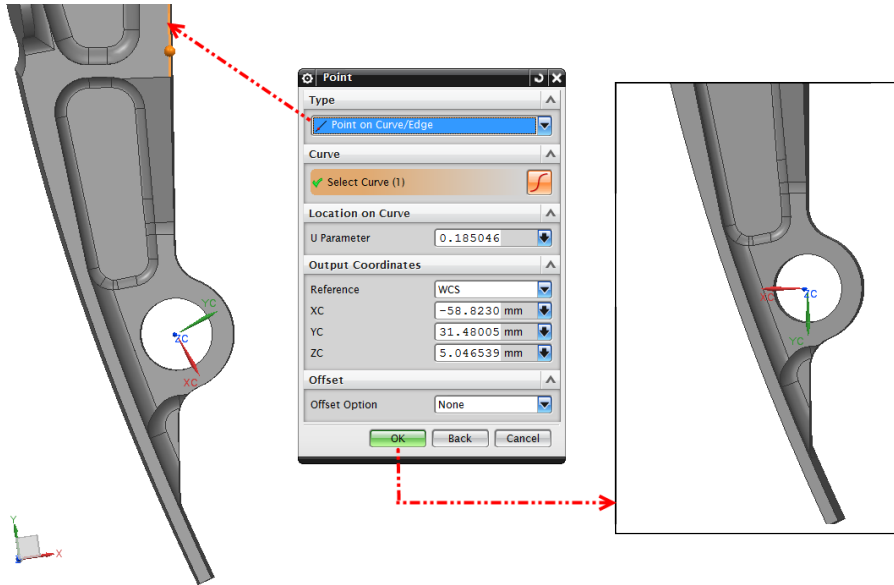 Point
Type
Point on Curve/Edge
Curve
Select Curve (1)
Location on Curve
U Parameter 0.185046
Output Coordinates
Reference WCS
XC -58.8230 mm
YC 31.48005 mm
ZC 5.046539 mm
Offset
Offset Option None
OK Back Cancel
YC
ZC
XC
Y
X
XC
ZC
YC